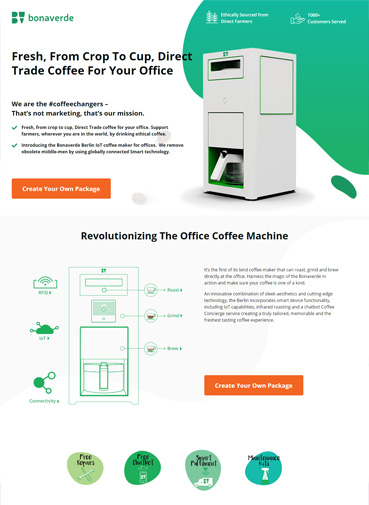 bonaverde
Ethically Sourced from
Direct Farmers
1000+
Customers Served
Fresh, From Crop To Cup, Direct
Trade Coffee For Your Office
We are the #coffeechangers –
That's not marketing, that's our mission.
Fresh, from crop to cup, Direct Trade coffee for your office. Support
farmers, wherever you are in the world, by drinking ethical coffee.
Introducing the Bonaverde Berlin IoT coffee maker for offices. We remove
obsolete middle-men by using globally connected Smart technology.
Create Your Own Package
Revolutionizing The Office Coffee Machine
RFID
IoT
Connectivity
Roast
Grind
Brew
It's the first of its kind coffee maker that can roast, grind and brew
directly at the office. Harness the magic of the Bonaverde in
action and make sure your coffee is one of a kind.
An innovative combination of sleek aesthetics and cutting-edge
technology, the Berlin incorporates smart device functionality,
including IoT capabilities, infrared roasting and a chatbot Coffee
Concierge service creating a truly tailored, memorable and the
freshest tasting coffee experience.
Create Your Own Package
Free
Repairs
Free
ChatBot
Smart
Fulfilment
Maintenance
Kits